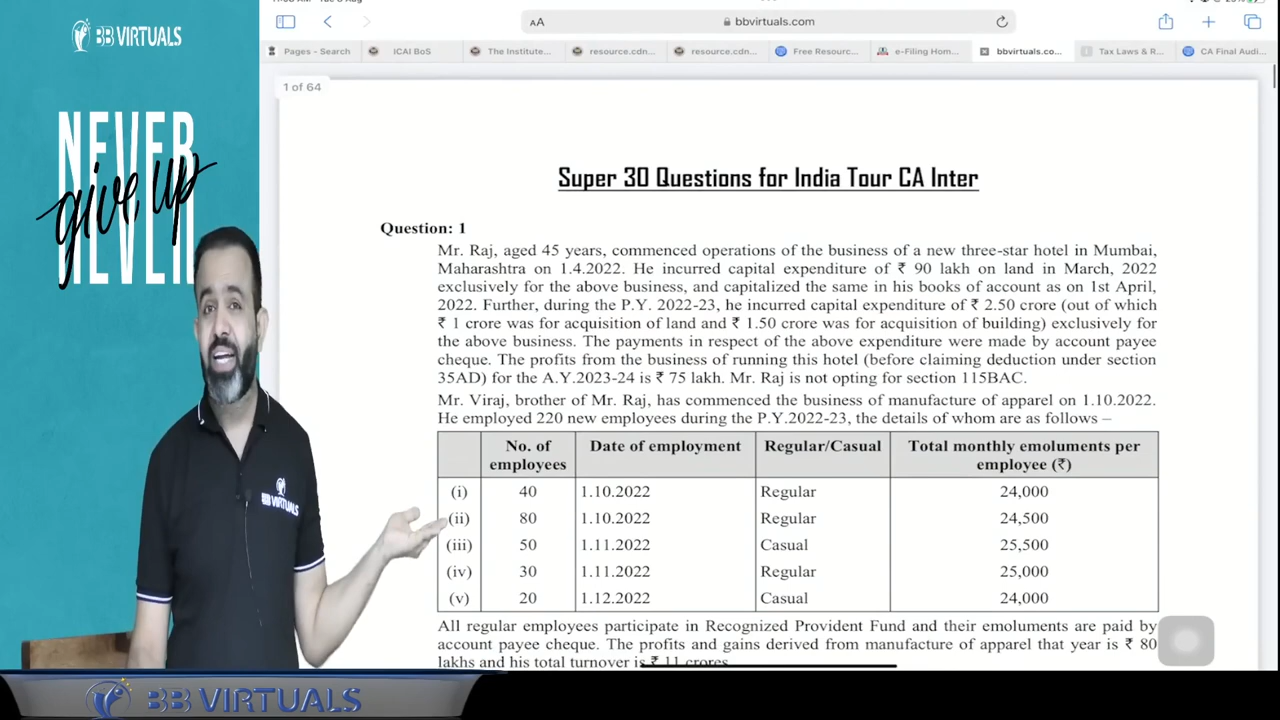 BB VIRTUALS
bbvirtuals.com
AA
Pages - Search
ICAI BoS
The Institute...
resource.cdn...
resource.cdn...
Free Resourc...
e-Filing Hom...
bbvirtuals.co...
Tax Laws & R...
CA Final Audi...
NEVER
give up
NEVER
1 of 64
Super 30 Questions for India Tour CA Inter
Question: 1
Mr. Raj, aged 45 years, commenced operations of the business of a new three-star hotel in Mumbai,
Maharashtra on 1.4.2022. He incurred capital expenditure of ₹ 90 lakh on land in March, 2022
exclusively for the above business, and capitalized the same in his books of account as on 1st April,
2022. Further, during the P.Y. 2022-23, he incurred capital expenditure of ₹ 2.50 crore (out of which
₹ 1 crore was for acquisition of land and ₹ 1.50 crore was for acquisition of building) exclusively for
the above business. The payments in respect of the above expenditure were made by account payee
cheque. The profits from the business of running this hotel (before claiming deduction under section
35AD) for the A.Y.2023-24 is ₹ 75 lakh. Mr. Raj is not opting for section 115BAC.
Mr. Viraj, brother of Mr. Raj, has commenced the business of manufacture of apparel on 1.10.2022.
He employed 220 new employees during the P.Y.2022-23, the details of whom are as follows –
No. of employees Date of employment Regular/Casual Total monthly emoluments per employee (₹)
(i) 40 1.10.2022 Regular 24,000
(ii) 80 1.10.2022 Regular 24,500
(iii) 50 1.11.2022 Casual 25,500
(iv) 30 1.11.2022 Regular 25,000
(v) 20 1.12.2022 Casual 24,000
All regular employees participate in Recognized Provident Fund and their emoluments are paid by
account payee cheque. The profits and gains derived from manufacture of apparel that year is ₹ 80
lakhs and his total turnover is ₹ 11 crores
BB VIRTUALS
BB VIRTUALS